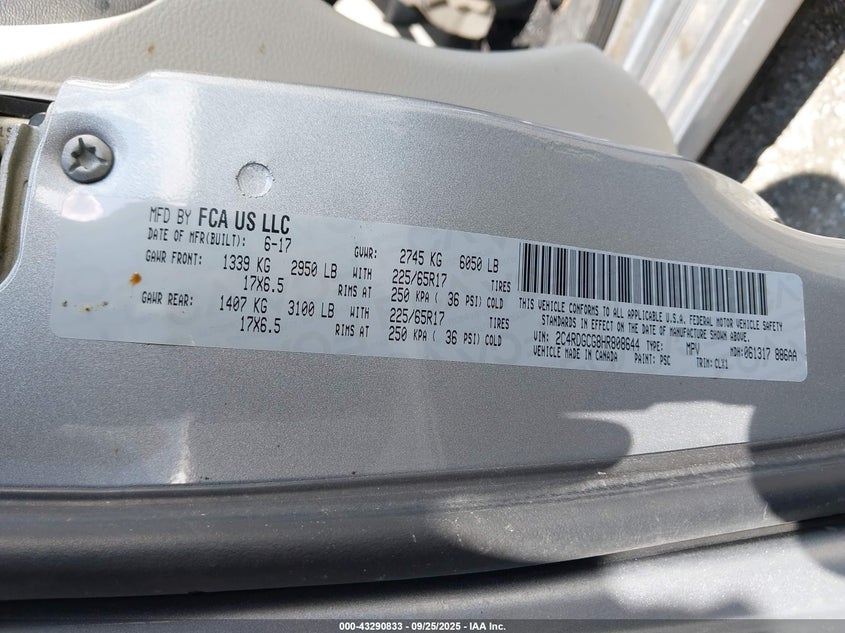 MFD BY FCA US LLC
DATE OF MFR(BUILT): 6-17 GVWR: 2745 KG 6050 LB
GAWR FRONT: 1339 KG 2950 LB WITH 225/65R17 TIRES
17X6.5 RIMS AT 250 KPA ( 36 PSI) COLD
GAWR REAR: 1407 KG 3100 LB WITH 225/65R17 TIRES
17X6.5 RIMS AT 250 KPA ( 36 PSI) COLD
THIS VEHICLE CONFORMS TO ALL APPLICABLE U.S.A. FEDERAL MOTOR VEHICLE SAFETY
STANDARDS IN EFFECT ON THE DATE OF MANUFACTURE SHOWN ABOVE.
VIN: 2C4RDGCG8HR808644 TYPE: MPV MDH: 061317 886AA
VEHICLE MADE IN CANADA PAINT: PSC TRIM: CLX1
000-43290833 / 09/25/2025 - IAA Inc.